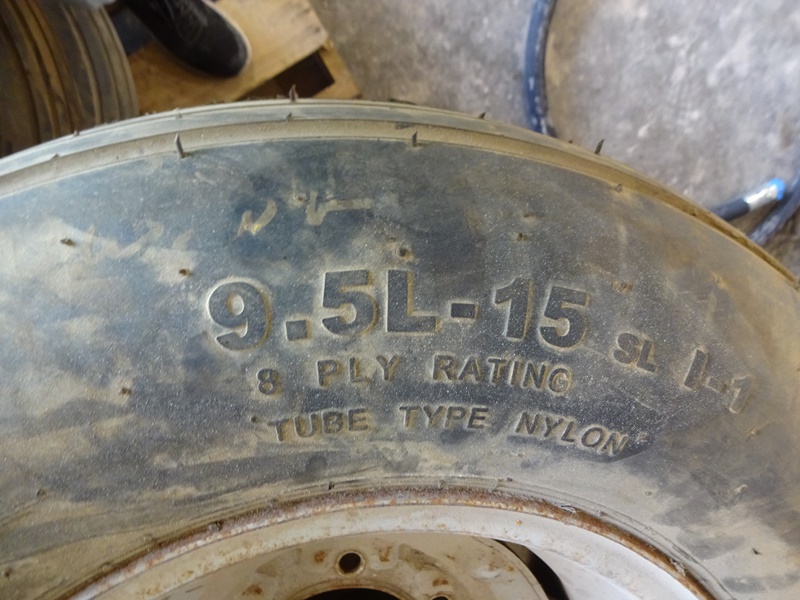 9.5L-15 SL I-1
8 PLY RATING
TUBE TYPE NYLON